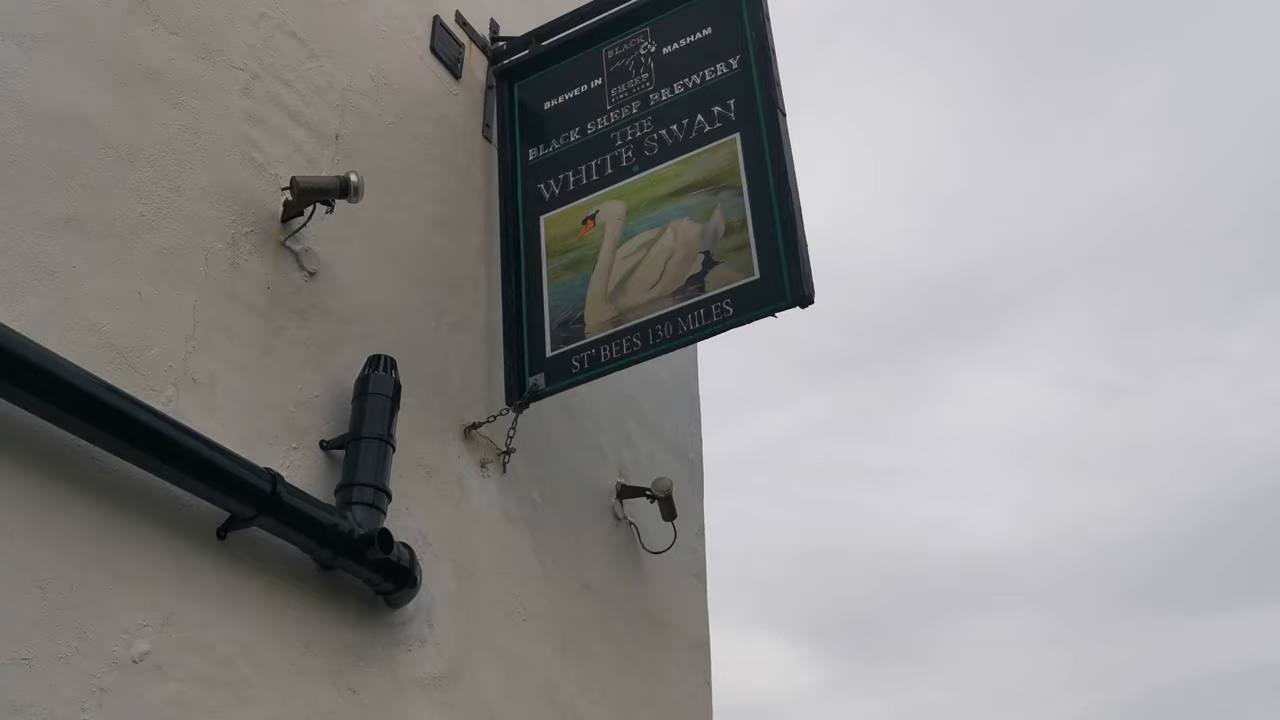 BREWED IN
BLACK
SHEEP
MASHAM
BLACK SHEEP BREWERY
THE
WHITE SWAN
ST' BEES 130 MILES